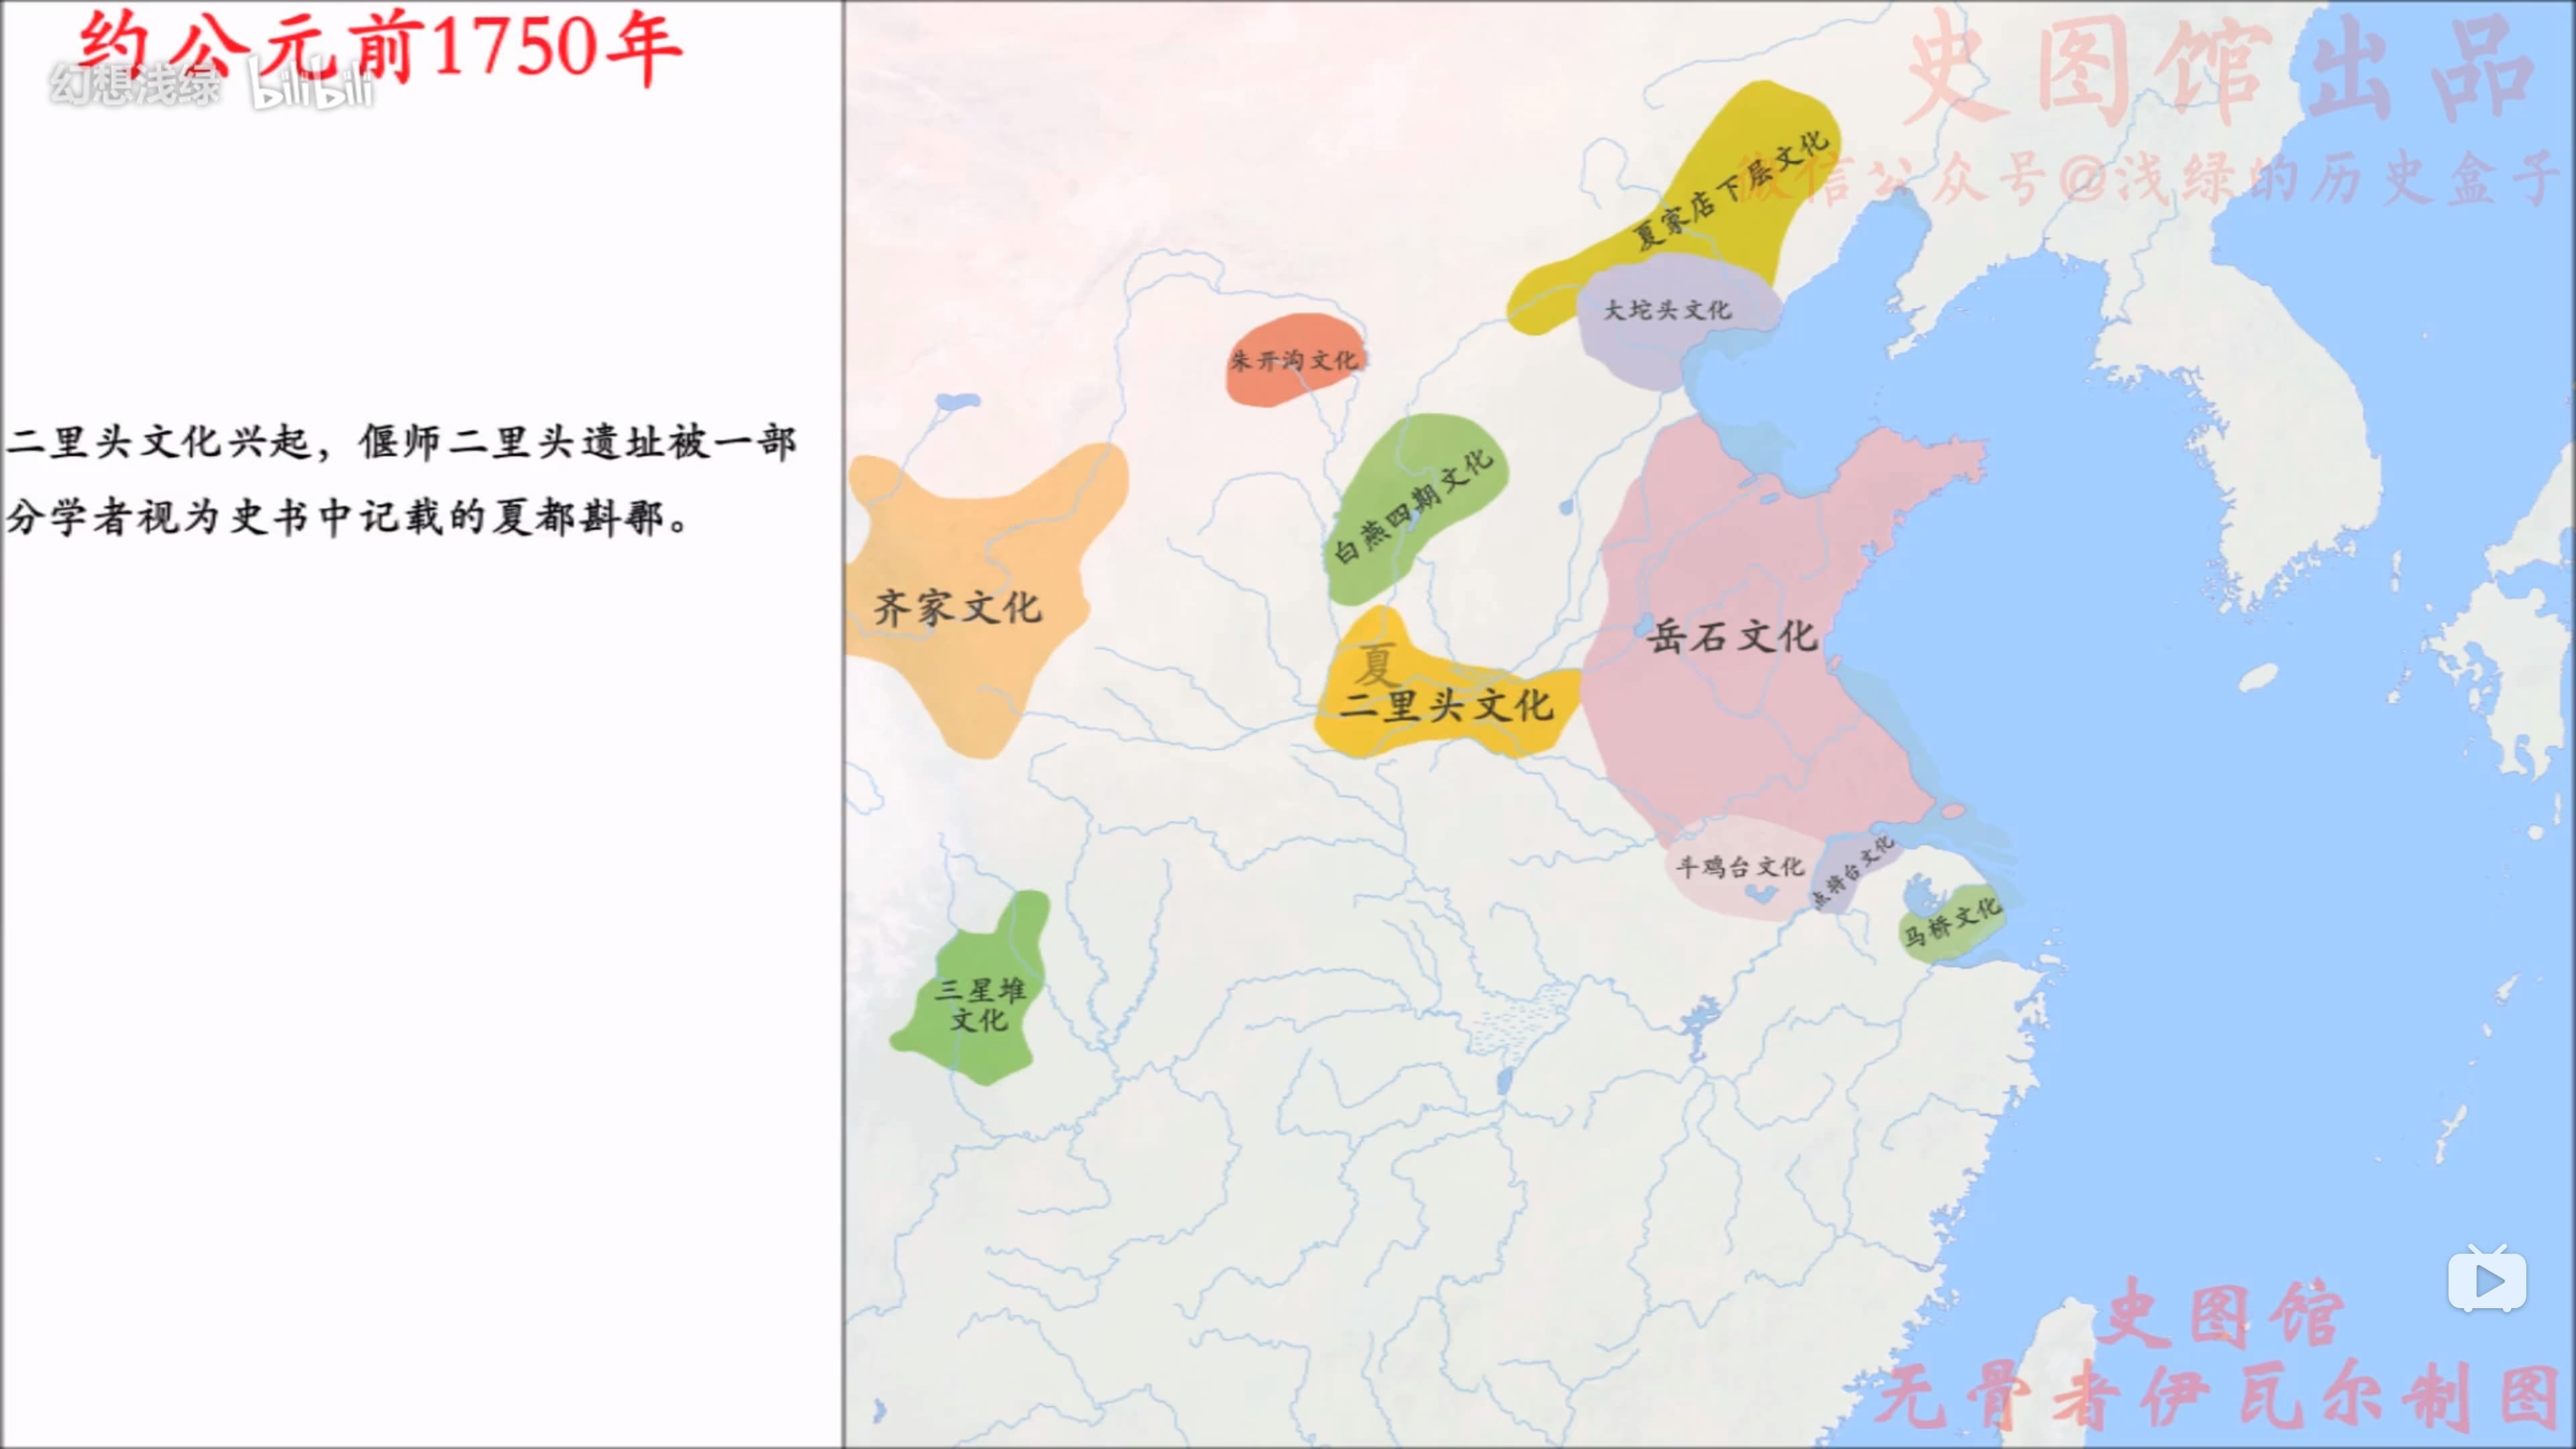 约公元前1750年
幻想浅绿 bilibili
二里头文化兴起，偃师二里头遗址被一部
分学者视为史书中记载的夏都斟鄩。
史图馆出品
微信公众号@浅绿的历史盒子
夏家店下层文化
大坨头文化
朱开沟文化
白燕四期文化
齐家文化
夏
二里头文化
岳石文化
斗鸡台文化
点将台文化
马桥文化
三星堆
文化
史图馆
无骨者伊瓦尔制图